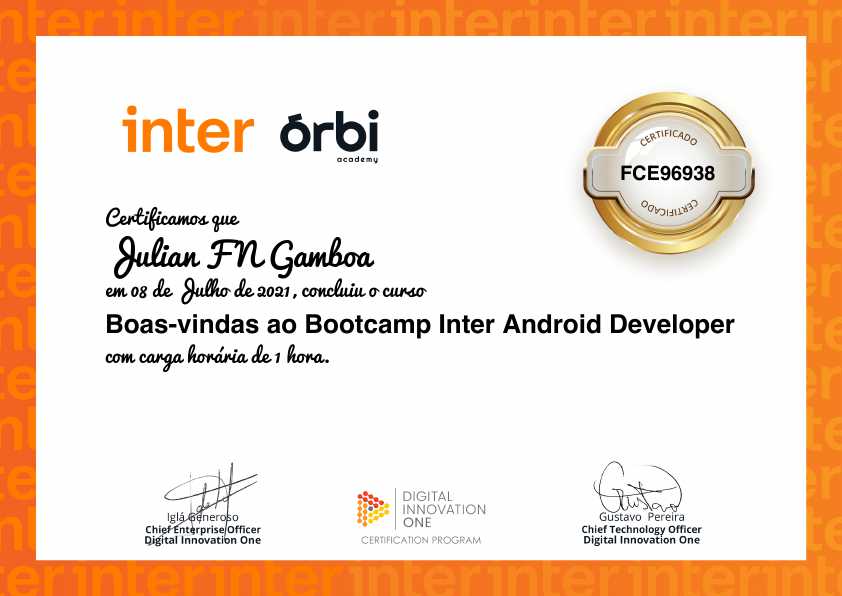 inter órbi
academy
CERTIFICADO
FCE96938
CERTIFICADO
Certificamos que
Julian FN Gamboa
em 08 de Julho de 2021, concluiu o curso
Boas-vindas ao Bootcamp Inter Android Developer
com carga horária de 1 hora.
Iglá Generoso
Chief Enterprise Officer
Digital Innovation One
DIGITAL
INNOVATION
ONE
CERTIFICATION PROGRAM
Gustavo Pereira
Chief Technology Officer
Digital Innovation One